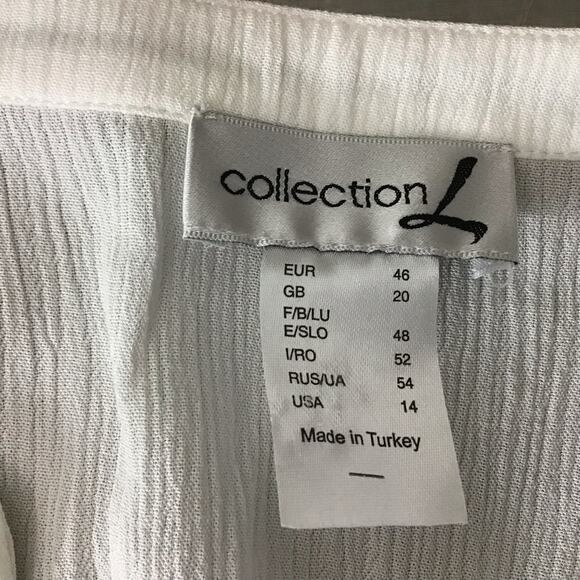 collection L
EUR 46
GB 20
F/B/LU
E/SLO 48
I/RO 52
RUS/UA 54
USA 14
Made in Turkey